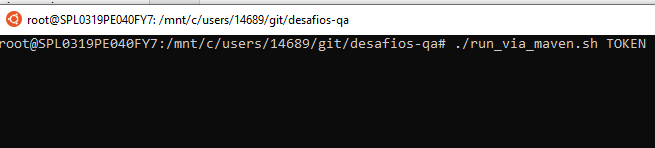 root@SPL0319PE040FY7: /mnt/c/users/14689/git/desafios-qa
root@SPL0319PE040FY7:/mnt/c/users/14689/git/desafios-qa# ./run_via_maven.sh TOKEN